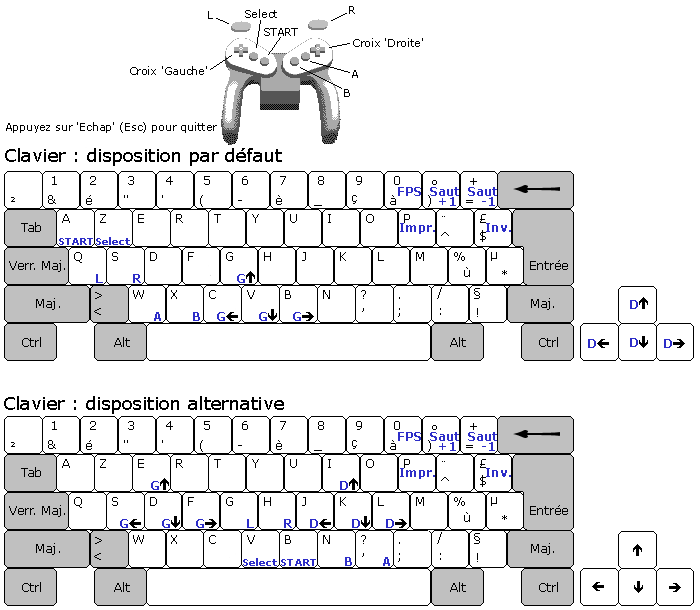 L Select R
START
Croix 'Droite'
Croix 'Gauche'
A
B
Appuyez sur 'Echap' (Esc) pour quitter
Clavier : disposition par défaut
1 2 3 4 5 6 7 8 9 0 ° +
FPS Saut Saut
² & é " ' ( - è _ ç à ) +1 = -1
Tab A Z E R T Y U I O P ¨ £
Impr. Inv.
START Select ^ $
Verr. Maj. Q S D F G H J K L M % µ Entrée
L R G↑ ù *
Maj. > W X C V B N ? . / § Maj.
< A B G← G↓ G→ , ; : !
D↑
Ctrl Alt Alt Ctrl D← D↓ D→
Clavier : disposition alternative
1 2 3 4 5 6 7 8 9 0 ° +
FPS Saut Saut
² & é " ' ( - è _ ç à ) +1 = -1
Tab A Z E R T Y U I O P ¨ £
Impr. Inv.
G↑ D↑ ^ $
Verr. Maj. Q S D F G H J K L M % µ Entrée
G← G↓ G→ L R D← D↓ D→ ù *
Maj. > W X C V B N ? . / § Maj.
< Select START B , A ; : !
↑
Ctrl Alt Alt Ctrl ← ↓ →